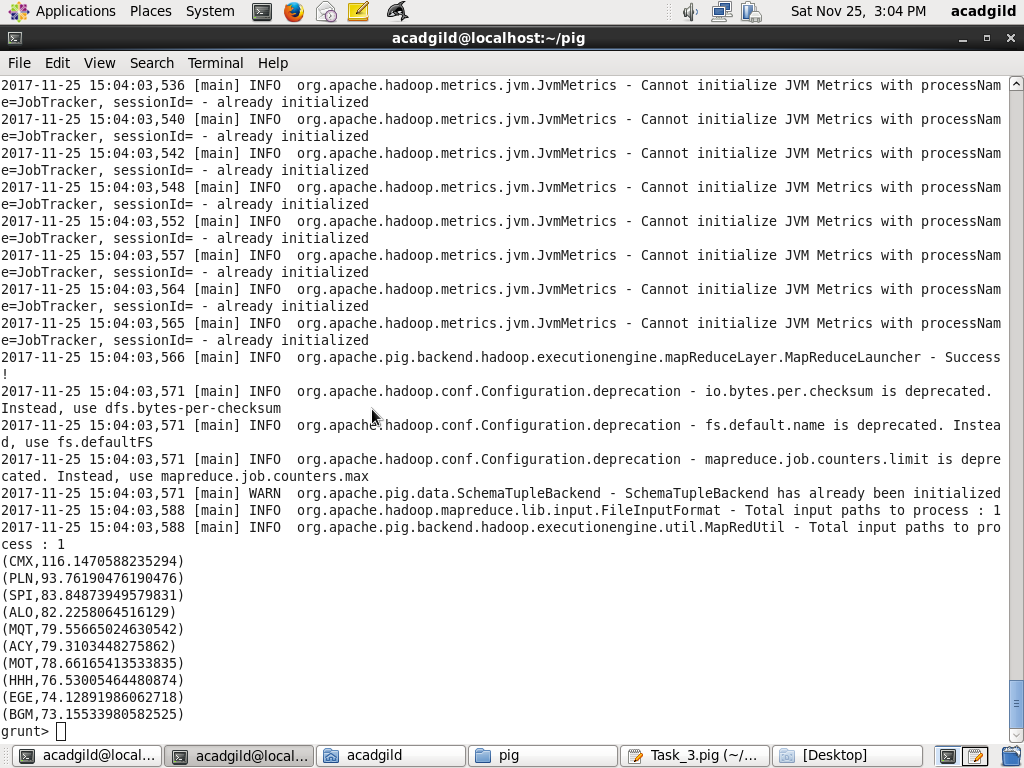 Applications Places System Sat Nov 25, 3:04 PM acadgild
acadgild@localhost:~/pig
File Edit View Search Terminal Help
2017-11-25 15:04:03,536 [main] INFO  org.apache.hadoop.metrics.jvm.JvmMetrics - Cannot initialize JVM Metrics with processNam
e=JobTracker, sessionId= - already initialized
2017-11-25 15:04:03,540 [main] INFO  org.apache.hadoop.metrics.jvm.JvmMetrics - Cannot initialize JVM Metrics with processNam
e=JobTracker, sessionId= - already initialized
2017-11-25 15:04:03,542 [main] INFO  org.apache.hadoop.metrics.jvm.JvmMetrics - Cannot initialize JVM Metrics with processNam
e=JobTracker, sessionId= - already initialized
2017-11-25 15:04:03,548 [main] INFO  org.apache.hadoop.metrics.jvm.JvmMetrics - Cannot initialize JVM Metrics with processNam
e=JobTracker, sessionId= - already initialized
2017-11-25 15:04:03,552 [main] INFO  org.apache.hadoop.metrics.jvm.JvmMetrics - Cannot initialize JVM Metrics with processNam
e=JobTracker, sessionId= - already initialized
2017-11-25 15:04:03,557 [main] INFO  org.apache.hadoop.metrics.jvm.JvmMetrics - Cannot initialize JVM Metrics with processNam
e=JobTracker, sessionId= - already initialized
2017-11-25 15:04:03,564 [main] INFO  org.apache.hadoop.metrics.jvm.JvmMetrics - Cannot initialize JVM Metrics with processNam
e=JobTracker, sessionId= - already initialized
2017-11-25 15:04:03,565 [main] INFO  org.apache.hadoop.metrics.jvm.JvmMetrics - Cannot initialize JVM Metrics with processNam
e=JobTracker, sessionId= - already initialized
2017-11-25 15:04:03,566 [main] INFO  org.apache.pig.backend.hadoop.executionengine.mapReduceLayer.MapReduceLauncher - Success
!
2017-11-25 15:04:03,571 [main] INFO  org.apache.hadoop.conf.Configuration.deprecation - io.bytes.per.checksum is deprecated.
Instead, use dfs.bytes-per-checksum
2017-11-25 15:04:03,571 [main] INFO  org.apache.hadoop.conf.Configuration.deprecation - fs.default.name is deprecated. Instea
d, use fs.defaultFS
2017-11-25 15:04:03,571 [main] INFO  org.apache.hadoop.conf.Configuration.deprecation - mapreduce.job.counters.limit is depre
cated. Instead, use mapreduce.job.counters.max
2017-11-25 15:04:03,571 [main] WARN  org.apache.pig.data.SchemaTupleBackend - SchemaTupleBackend has already been initialized
2017-11-25 15:04:03,588 [main] INFO  org.apache.hadoop.mapreduce.lib.input.FileInputFormat - Total input paths to process : 1
2017-11-25 15:04:03,588 [main] INFO  org.apache.pig.backend.hadoop.executionengine.util.MapRedUtil - Total input paths to pro
cess : 1
(CMX,116.1470588235294)
(PLN,93.76190476190476)
(SPI,83.84873949579831)
(ALO,82.2258064516129)
(MQT,79.55665024630542)
(ACY,79.3103448275862)
(MOT,78.66165413533835)
(HHH,76.53005464480874)
(EGE,74.12891986062718)
(BGM,73.15533980582525)
grunt>
acadgild@local... acadgild@local... acadgild pig Task_3.pig (~/... [Desktop]